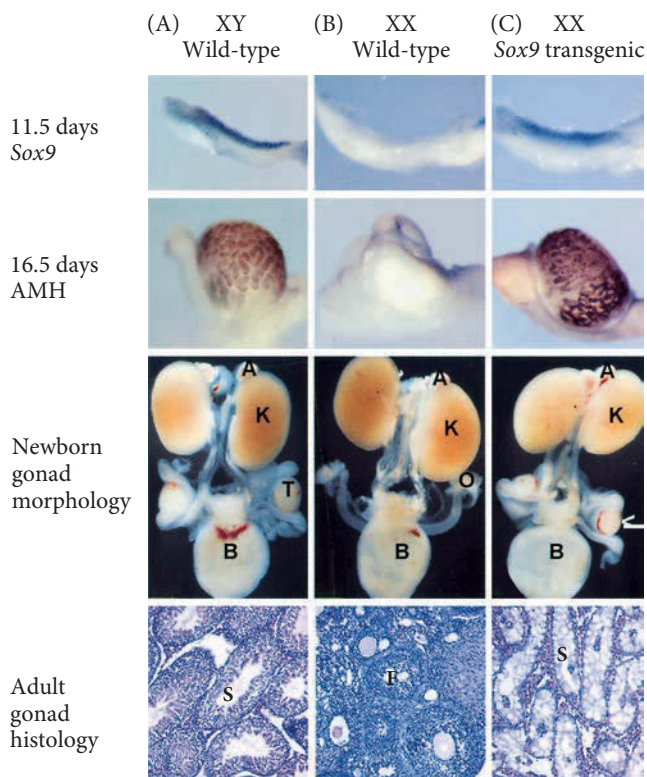 (A) XY (B) XX (C) XX
Wild-type Wild-type Sox9 transgenic
11.5 days
Sox9
16.5 days
AMH
A A A
K K K
Newborn
gonad
morphology
T O
B B B
Adult
gonad
histology
S F S